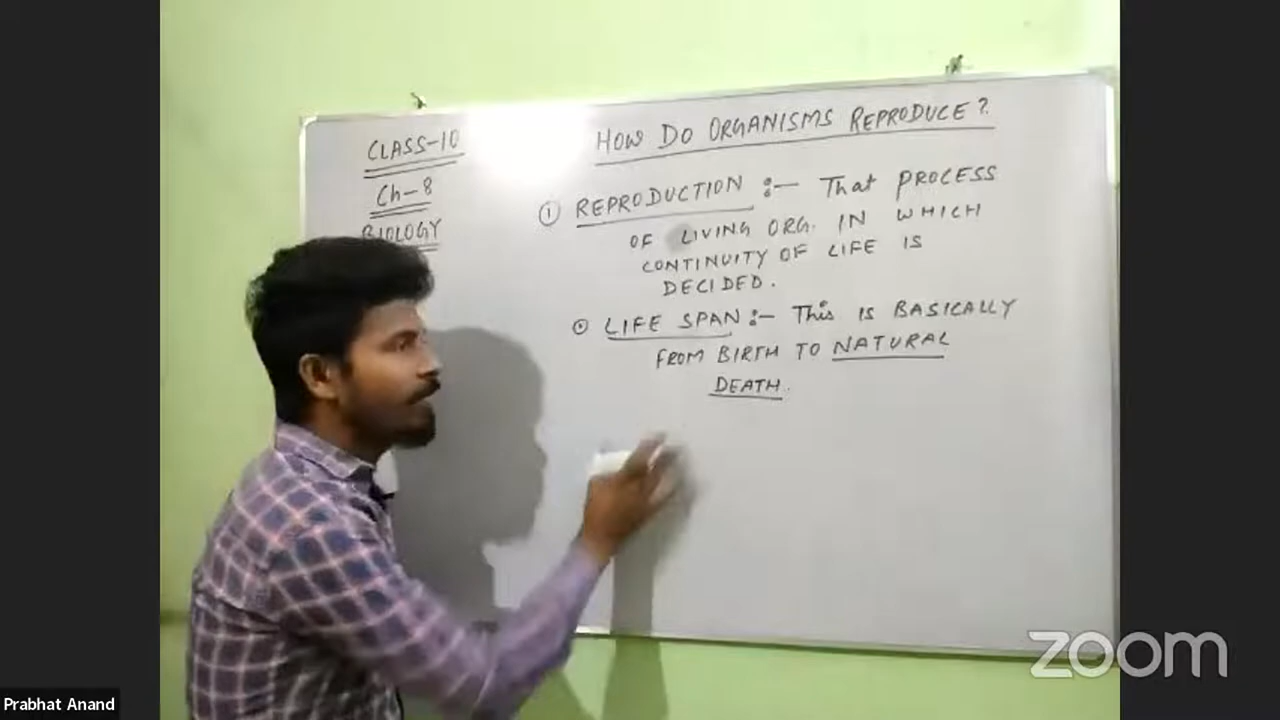 CLASS-10
Ch-8
BIOLOGY
HOW DO ORGANISMS REPRODUCE?
① REPRODUCTION :- That PROCESS
OF LIVING ORG. IN WHICH
CONTINUITY OF LIFE IS
DECIDED.
⊙ LIFE SPAN :- This IS BASICALLY
FROM BIRTH TO NATURAL
DEATH.
zoom
Prabhat Anand